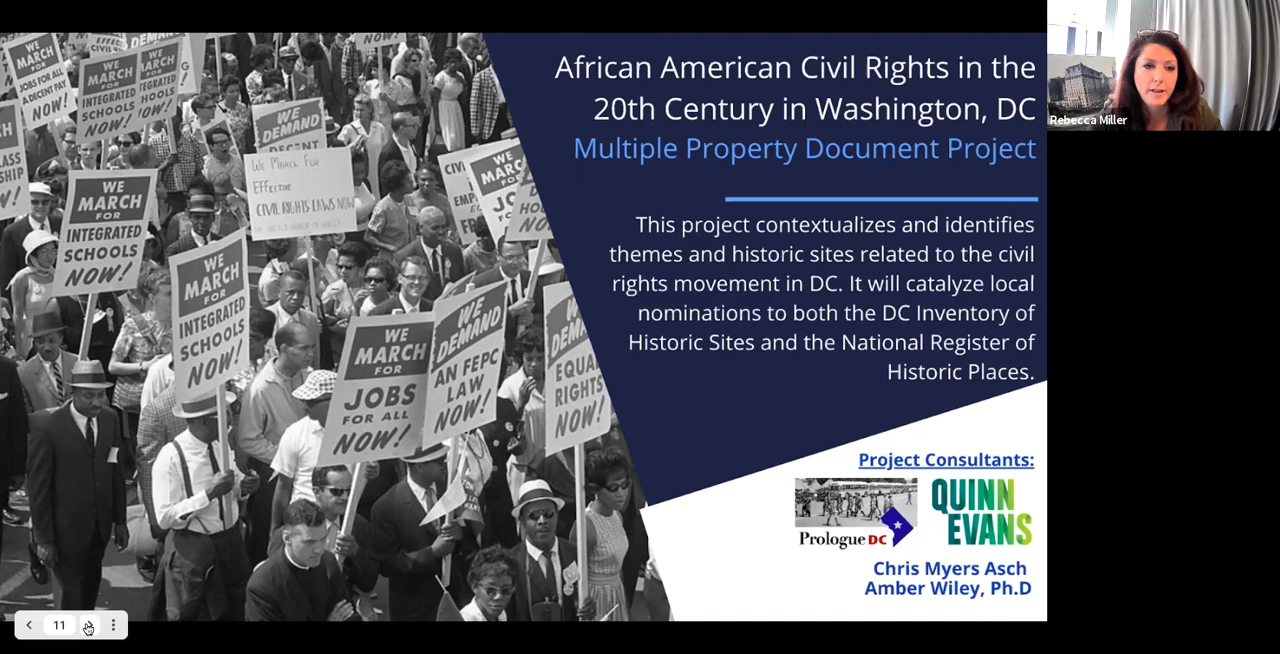 African American Civil Rights in the
20th Century in Washington, DC
Multiple Property Document Project
This project contextualizes and identifies
themes and historic sites related to the civil
rights movement in DC. It will catalyze local
nominations to both the DC Inventory of
Historic Sites and the National Register of
Historic Places.
Project Consultants:
Prologue DC
QUINN
EVANS
Chris Myers Asch
Amber Wiley, Ph.D
Rebecca Miller
WE
MARCH
FOR
JOBS FOR ALL
A DECENT PAY
NOW!
WE
MARCH
FOR
INTEGRATED
SCHOOLS
NOW!
WE
DEMAND
DECENT
WE MARCH FOR
EFFECTIVE
CIVIL RIGHTS LAWS NOW
WE
MARCH
FOR
INTEGRATED
SCHOOLS
NOW!
WE
MARCH
FOR
INTEGRATED
SCHOOLS
NOW!
WE
MARCH
FOR
JOBS
FOR ALL
NOW!
WE
DEMAND
AN FEPC
LAW
NOW!
WE
DEMAND
EQUAL
RIGHTS
NOW!
11